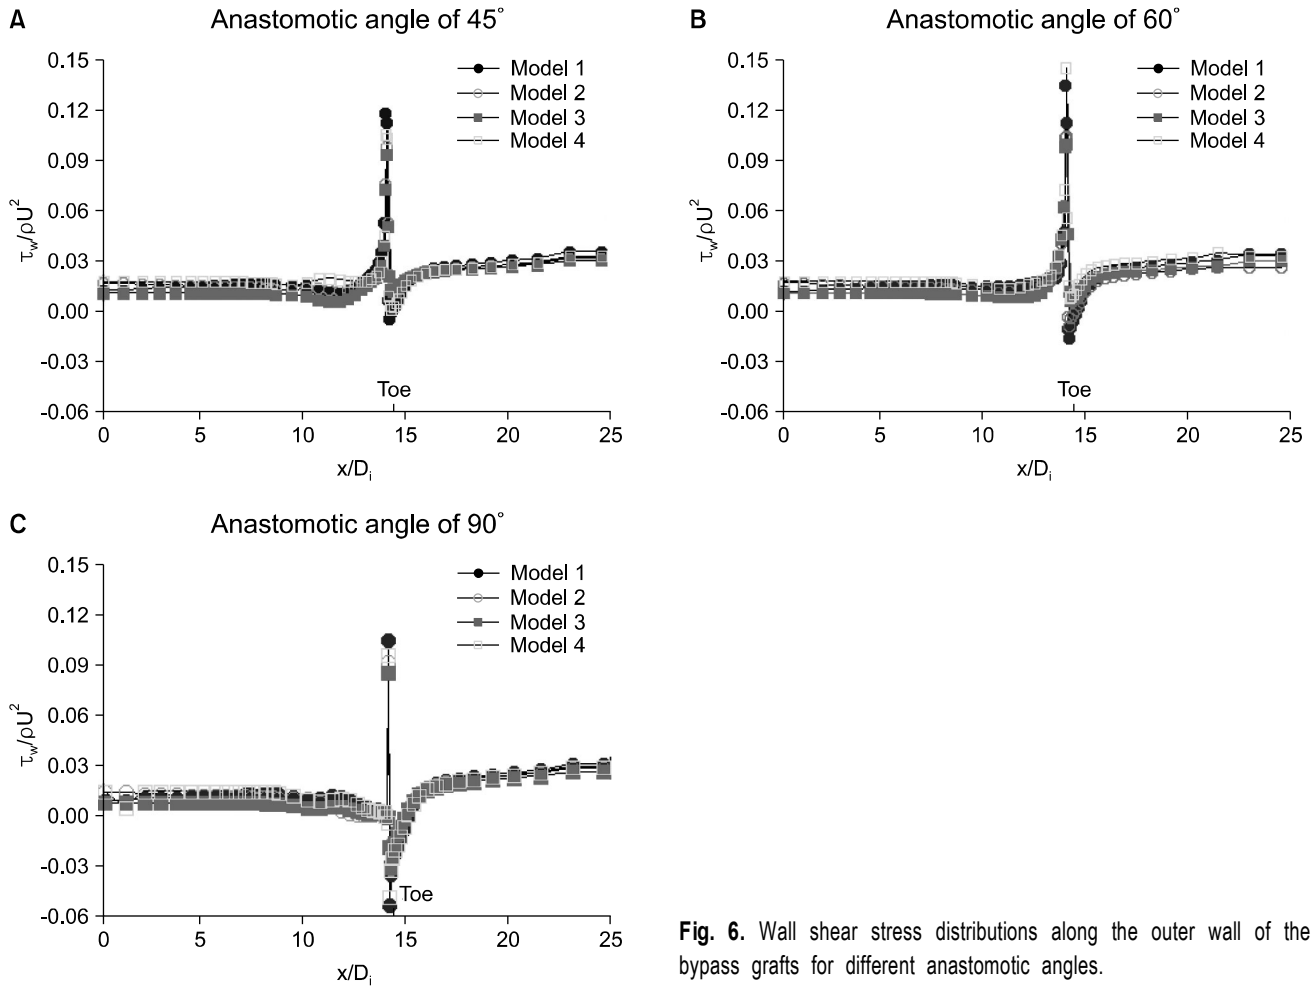 A
Anastomotic angle of 45°
0.15
0.12
0.09
0.06
0.03
0.00
-0.03
-0.06
τw/ρU²
Model 1
Model 2
Model 3
Model 4
Toe
0 5 10 15 20 25
x/Di
B
Anastomotic angle of 60°
0.15
0.12
0.09
0.06
0.03
0.00
-0.03
-0.06
τw/ρU²
Model 1
Model 2
Model 3
Model 4
Toe
0 5 10 15 20 25
x/Di
C
Anastomotic angle of 90°
0.15
0.12
0.09
0.06
0.03
0.00
-0.03
-0.06
τw/ρU²
Model 1
Model 2
Model 3
Model 4
Toe
0 5 10 15 20 25
x/Di
Fig. 6. Wall shear stress distributions along the outer wall of the
bypass grafts for different anastomotic angles.